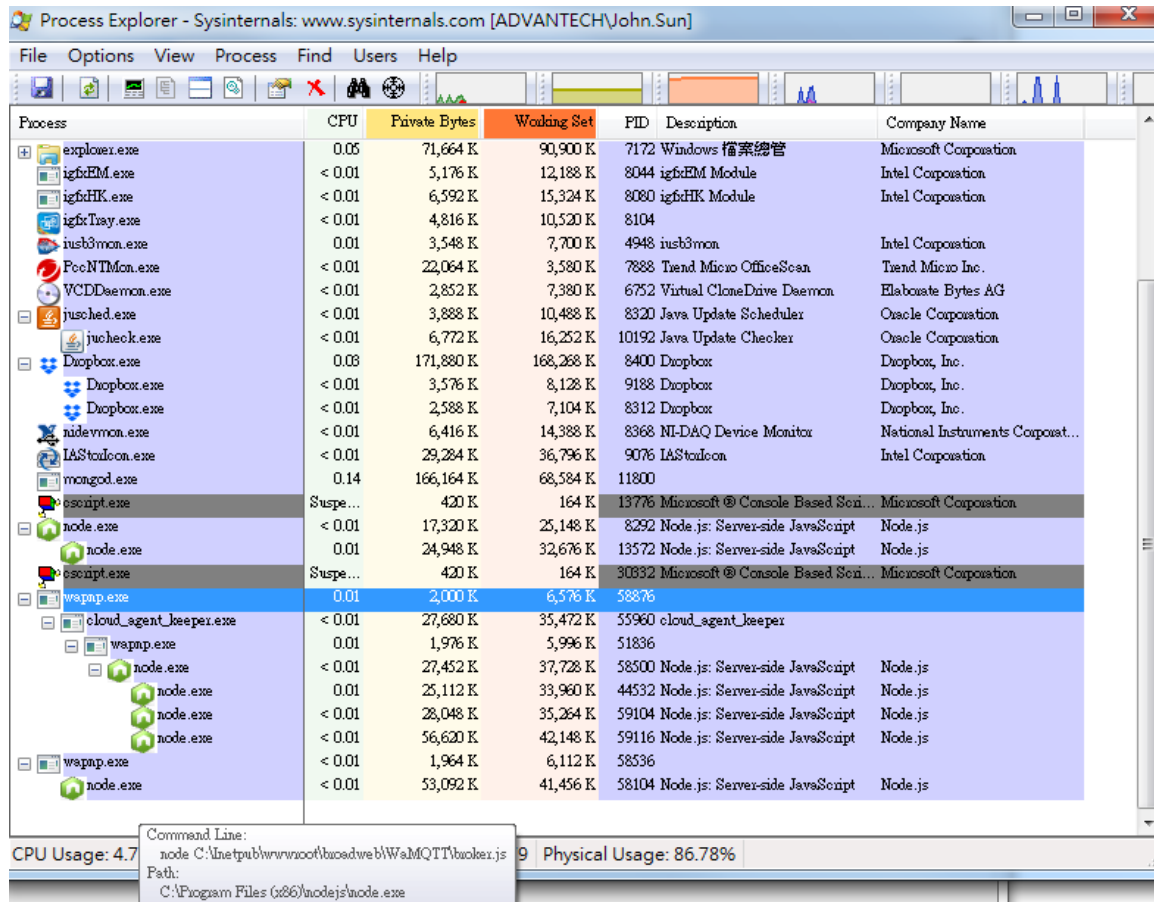 Process Explorer - Sysinternals: www.sysinternals.com [ADVANTECH\John.Sun]
File Options View Process Find Users Help
Process CPU Private Bytes Working Set PID Description Company Name
explorer.exe 0.05 71,664 K 90,900 K 7172 Windows 檔案總管 Microsoft Corporation
igfxEM.exe < 0.01 5,176 K 12,188 K 8044 igfxEM Module Intel Corporation
igfxHK.exe < 0.01 6,592 K 15,324 K 8080 igfxHK Module Intel Corporation
igfxTray.exe < 0.01 4,816 K 10,520 K 8104
iusb3mon.exe 0.01 3,548 K 7,700 K 4948 iusb3mon Intel Corporation
PccNTMon.exe < 0.01 22,064 K 3,580 K 7888 Trend Micro OfficeScan Trend Micro Inc.
VCDDaemon.exe < 0.01 2,852 K 7,380 K 6752 Virtual CloneDrive Daemon Elaborate Bytes AG
jusched.exe < 0.01 3,888 K 10,488 K 8320 Java Update Scheduler Oracle Corporation
jucheck.exe < 0.01 6,772 K 16,252 K 10192 Java Update Checker Oracle Corporation
Dropbox.exe 0.03 171,880 K 168,268 K 8400 Dropbox Dropbox, Inc.
Dropbox.exe < 0.01 3,576 K 8,128 K 9188 Dropbox Dropbox, Inc.
Dropbox.exe < 0.01 2,588 K 7,104 K 8312 Dropbox Dropbox, Inc.
nidevmon.exe < 0.01 6,416 K 14,388 K 8368 NI-DAQ Device Monitor National Instruments Corporat...
IAStorIcon.exe < 0.01 29,284 K 36,796 K 9076 IAStorIcon Intel Corporation
mongod.exe 0.14 166,164 K 68,584 K 11800
cscript.exe Suspe... 420 K 164 K 13776 Microsoft ® Console Based Scri... Microsoft Corporation
node.exe < 0.01 17,320 K 25,148 K 8292 Node.js: Server-side JavaScript Node.js
node.exe 0.01 24,948 K 32,676 K 13572 Node.js: Server-side JavaScript Node.js
cscript.exe Suspe... 420 K 164 K 30832 Microsoft ® Console Based Scri... Microsoft Corporation
wapnp.exe 0.01 2,000 K 6,576 K 58876
cloud_agent_keeper.exe < 0.01 27,680 K 35,472 K 55960 cloud_agent_keeper
wapnp.exe 0.01 1,976 K 5,996 K 51836
node.exe < 0.01 27,452 K 37,728 K 58500 Node.js: Server-side JavaScript Node.js
node.exe 0.01 25,112 K 33,960 K 44532 Node.js: Server-side JavaScript Node.js
node.exe < 0.01 28,048 K 35,264 K 59104 Node.js: Server-side JavaScript Node.js
node.exe < 0.01 56,620 K 42,148 K 59116 Node.js: Server-side JavaScript Node.js
wapnp.exe < 0.01 1,964 K 6,112 K 58536
node.exe < 0.01 53,092 K 41,456 K 58104 Node.js: Server-side JavaScript Node.js
Command Line:
node C:\Inetpub\wwwroot\broadweb\WaMQTT\broker.js
Path:
C:\Program Files (x86)\nodejs\node.exe
CPU Usage: 4.7 9 Physical Usage: 86.78%